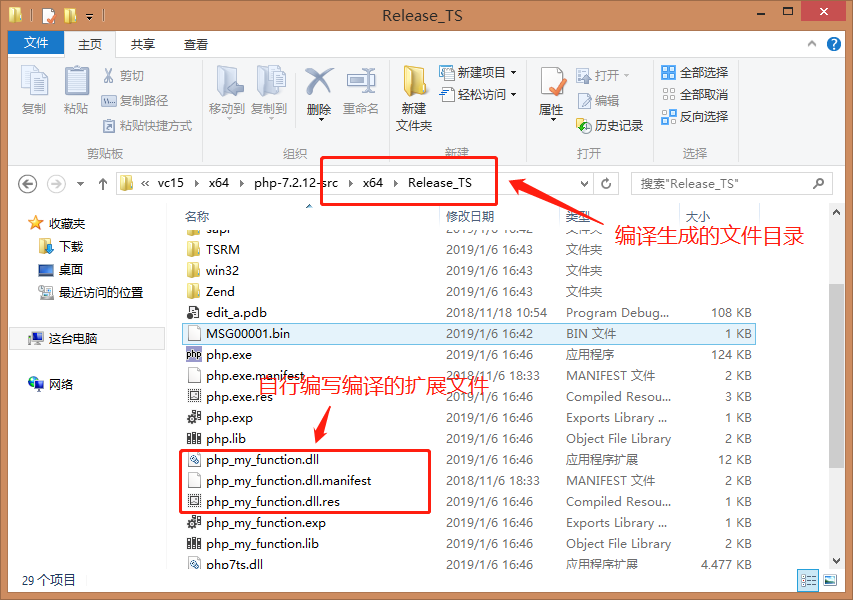 Release_TS
文件 主页 共享 查看
复制 粘贴 剪切 复制路径 粘贴快捷方式 移动到 复制到 删除 重命名 新建文件夹 新建项目 轻松访问 属性 打开 编辑 历史记录 全部选择 全部取消 反向选择
剪贴板 组织 新建 打开 选择
« vc15 x64 php-7.2.12-src x64 Release_TS 搜索"Release_TS"
编译生成的文件目录
收藏夹
下载
桌面
最近访问的位置
这台电脑
网络
名称 修改日期 类型 大小
sapi 2019/1/6 16:42 文件夹
TSRM 2019/1/6 16:43 文件夹
win32 2019/1/6 16:43 文件夹
Zend 2019/1/6 16:43 文件夹
edit_a.pdb 2018/11/18 10:54 Program Debug... 108 KB
MSG00001.bin 2019/1/6 16:42 BIN 文件 1 KB
php.exe 2019/1/6 16:46 应用程序 124 KB
php.exe.manifest 2018/11/6 18:33 MANIFEST 文件 2 KB
自行编写编译的扩展文件
php.exe.res 2019/1/6 16:46 Compiled Resou... 3 KB
php.exp 2019/1/6 16:46 Exports Library ... 2 KB
php.lib 2019/1/6 16:46 Object File Library 2 KB
php_my_function.dll 2019/1/6 16:46 应用程序扩展 12 KB
php_my_function.dll.manifest 2018/11/6 18:33 MANIFEST 文件 2 KB
php_my_function.dll.res 2019/1/6 16:46 Compiled Resou... 3 KB
php_my_function.exp 2019/1/6 16:46 Exports Library ... 1 KB
php_my_function.lib 2019/1/6 16:46 Object File Library 2 KB
php7ts.dll 2019/1/6 16:46 应用程序扩展 4,477 KB
29 个项目